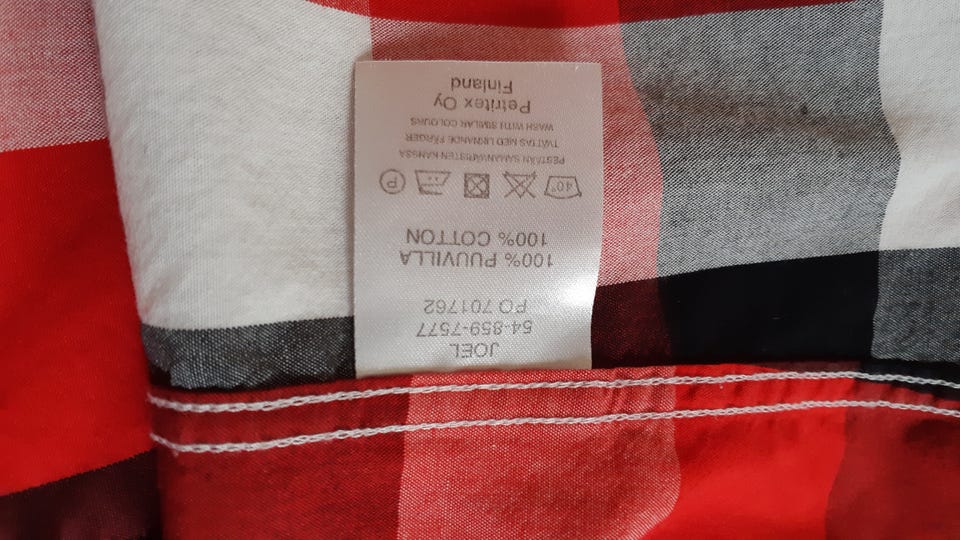 JOEL
54-859-7577
PO 701762
100% PUUVILLA
100% COTTON
40°
P
PESTÄN SAMANVÄRISTEN KANSSA
TVÄTTAS MED LIKNANDE FÄRGER
WASH WITH SIMILAR COLOURS
Petritex Oy
Finland